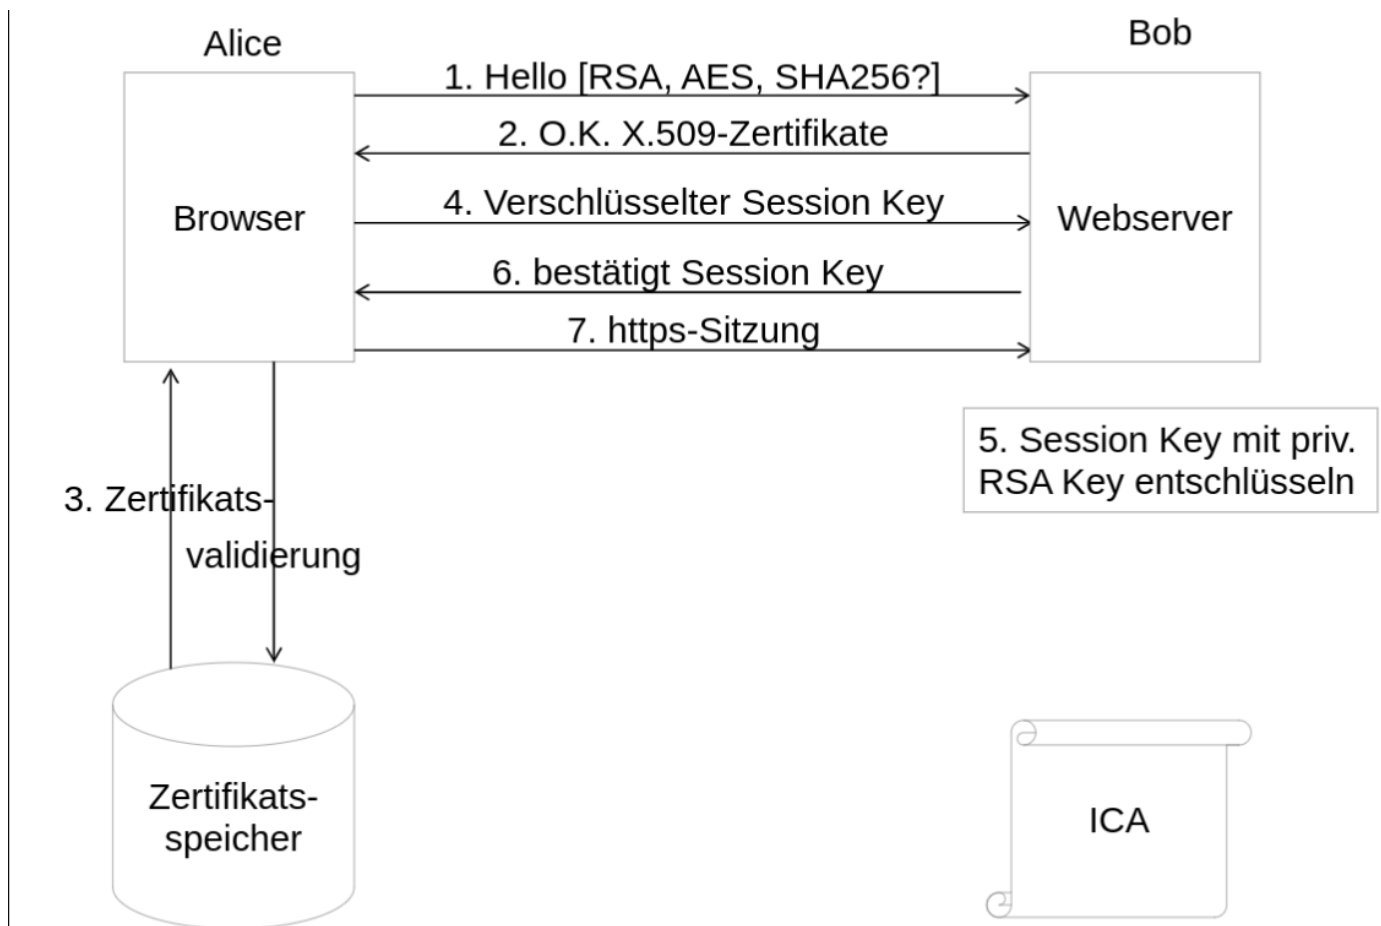 Alice
Bob
1. Hello [RSA, AES, SHA256?]
2. O.K. X.509-Zertifikate
4. Verschlüsselter Session Key
Browser
Webserver
6. bestätigt Session Key
7. https-Sitzung
5. Session Key mit priv.
RSA Key entschlüsseln
3. Zertifikats-
validierung
Zertifikats-
speicher
ICA